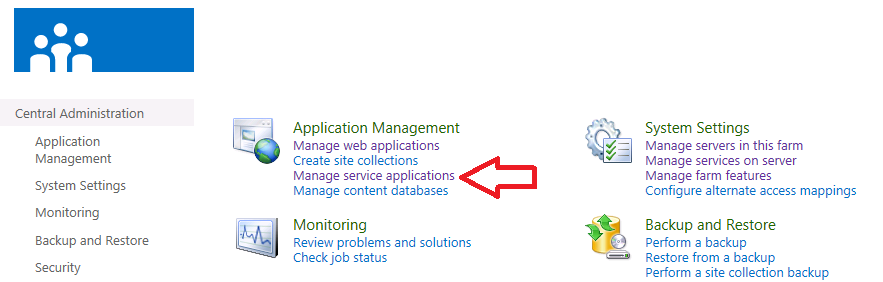 Central Administration
Application
Management
System Settings
Monitoring
Backup and Restore
Security
Application Management
Manage web applications
Create site collections
Manage service applications
Manage content databases
Monitoring
Review problems and solutions
Check job status
System Settings
Manage servers in this farm
Manage services on server
Manage farm features
Configure alternate access mappings
Backup and Restore
Perform a backup
Restore from a backup
Perform a site collection backup